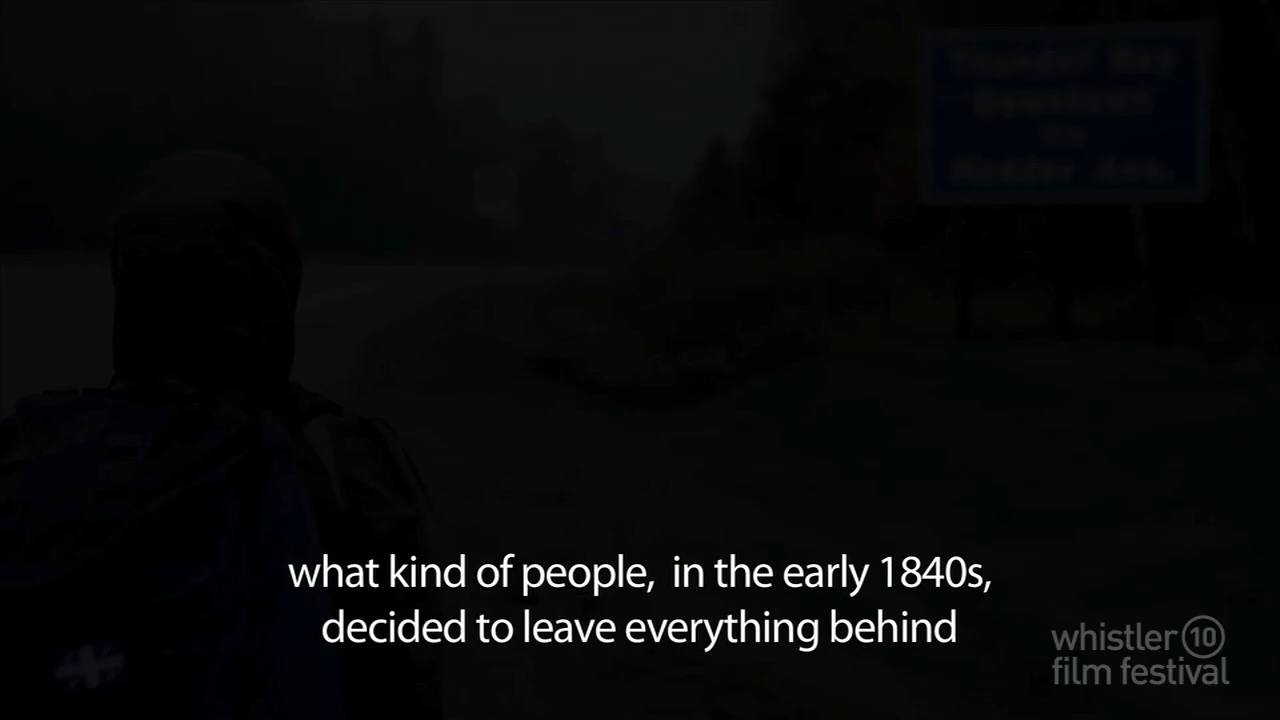 what kind of people, in the early 1840s,
decided to leave everything behind
whistler 10
film festival